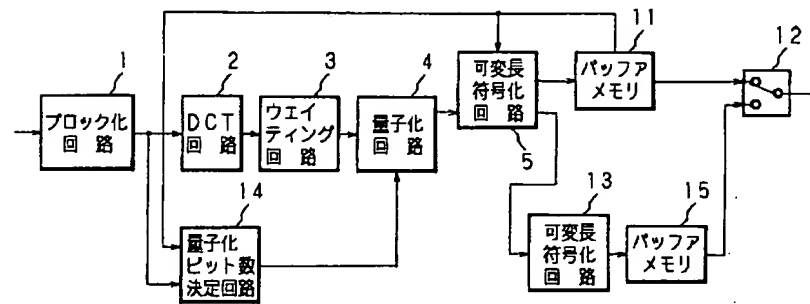 1
ブロック化
回 路
2
DCT
回 路
3
ウェイ
ティング
回 路
4
量子化
回 路
可変長
符号化
回 路
5
11
バッファ
メモリ
12
14
量子化
ビット数
決定回路
13
可変長
符号化
回 路
15
バッファ
メモリ